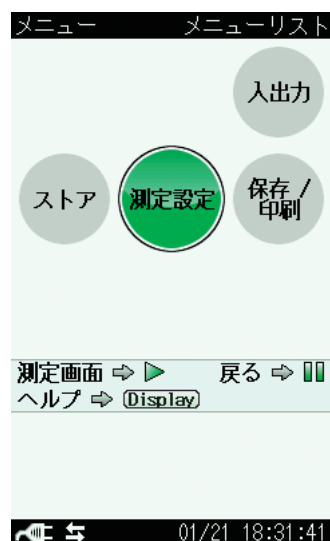 メニュー メニューリスト
入出力
ストア 測定設定 保存/
印刷
測定画面 ⇨ ▷ 戻る ⇨ ▯▯
ヘルプ ⇨ (Display)
01/21 18:31:41